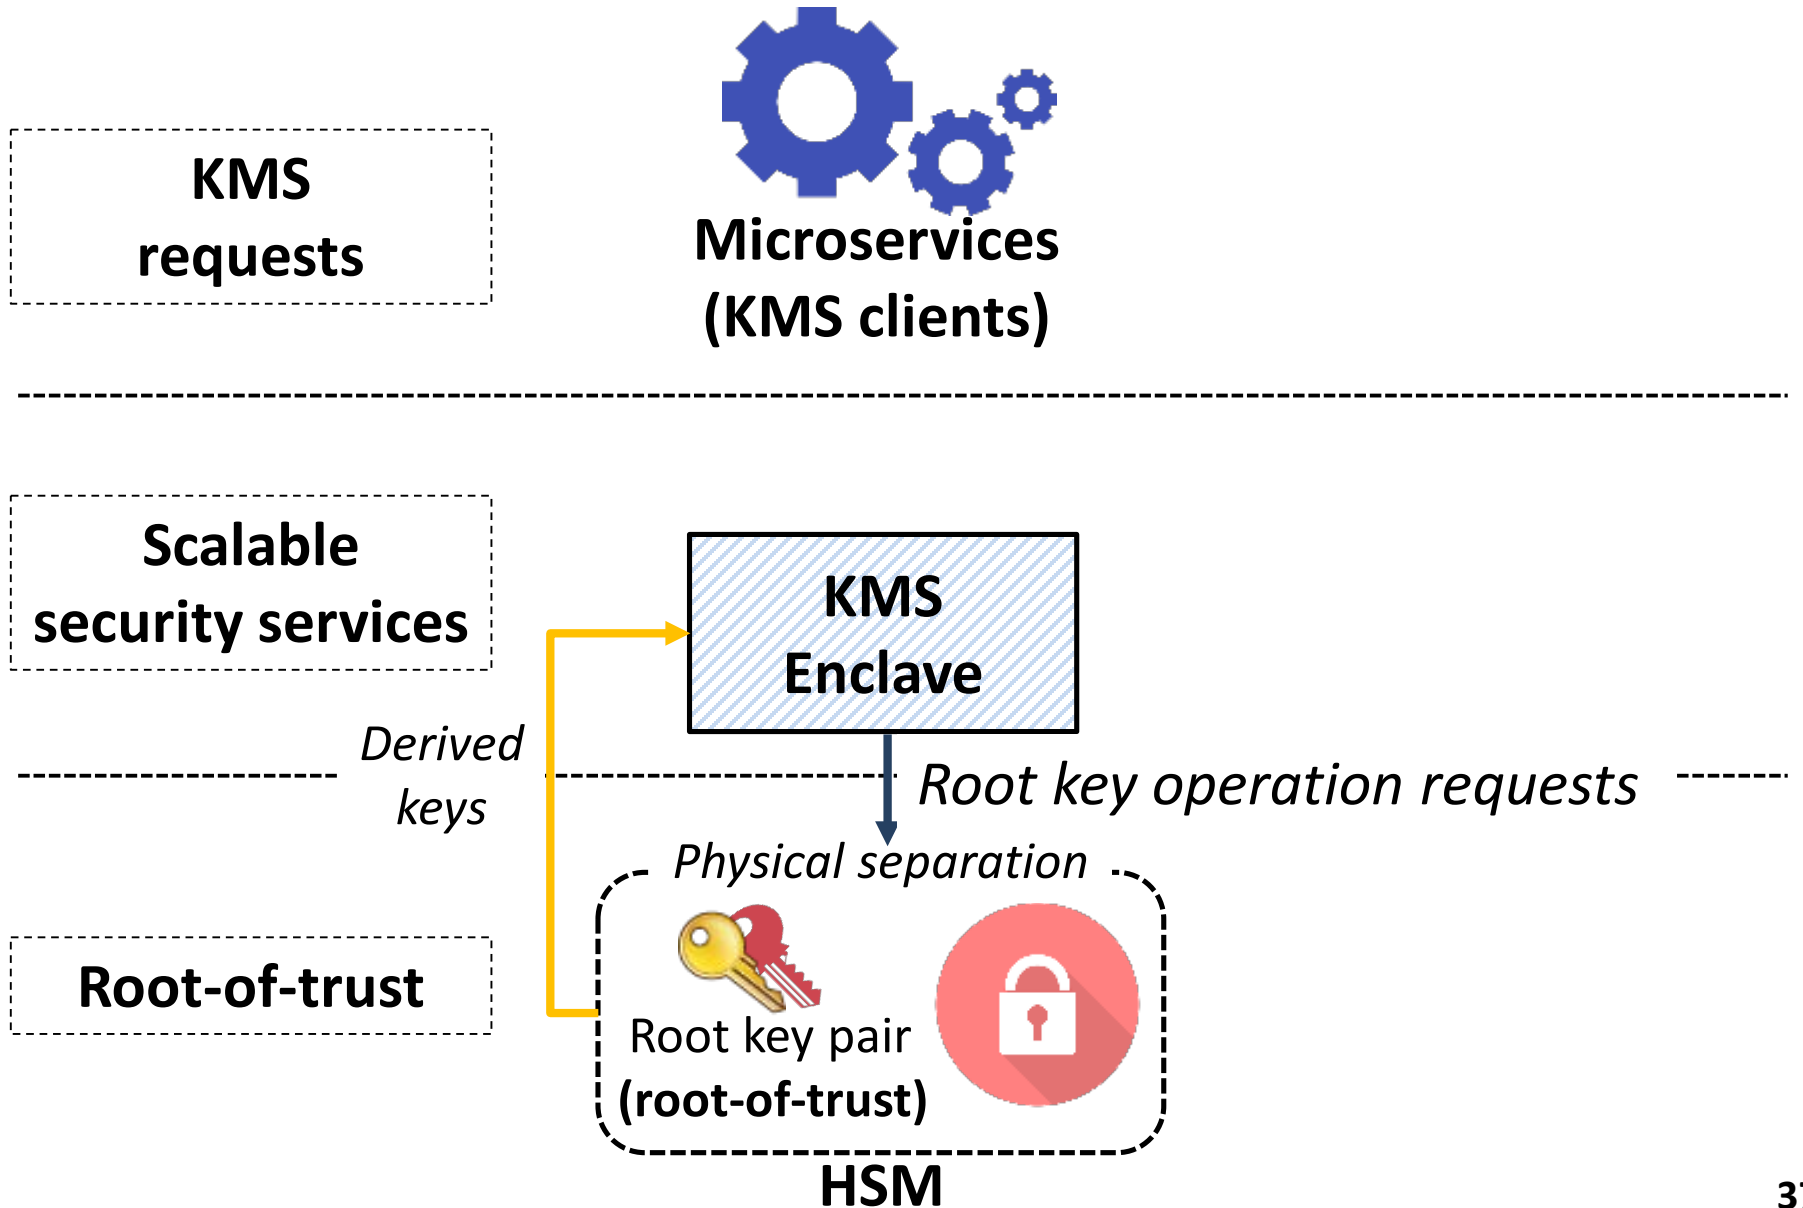 KMS
requests
Microservices
(KMS clients)
Scalable
security services
KMS
Enclave
Derived
keys
Root key operation requests
Physical separation
Root-of-trust
Root key pair
(root-of-trust)
HSM